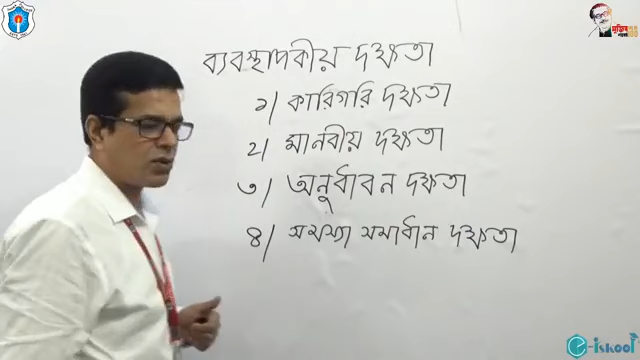 ব্যবস্থাপকীয় দক্ষতা
১| কারিগরি দক্ষতা
২| মানবীয় দক্ষতা
৩| অনুধাবন দক্ষতা
৪| সমস্যা সমাধান দক্ষতা
e-iskool